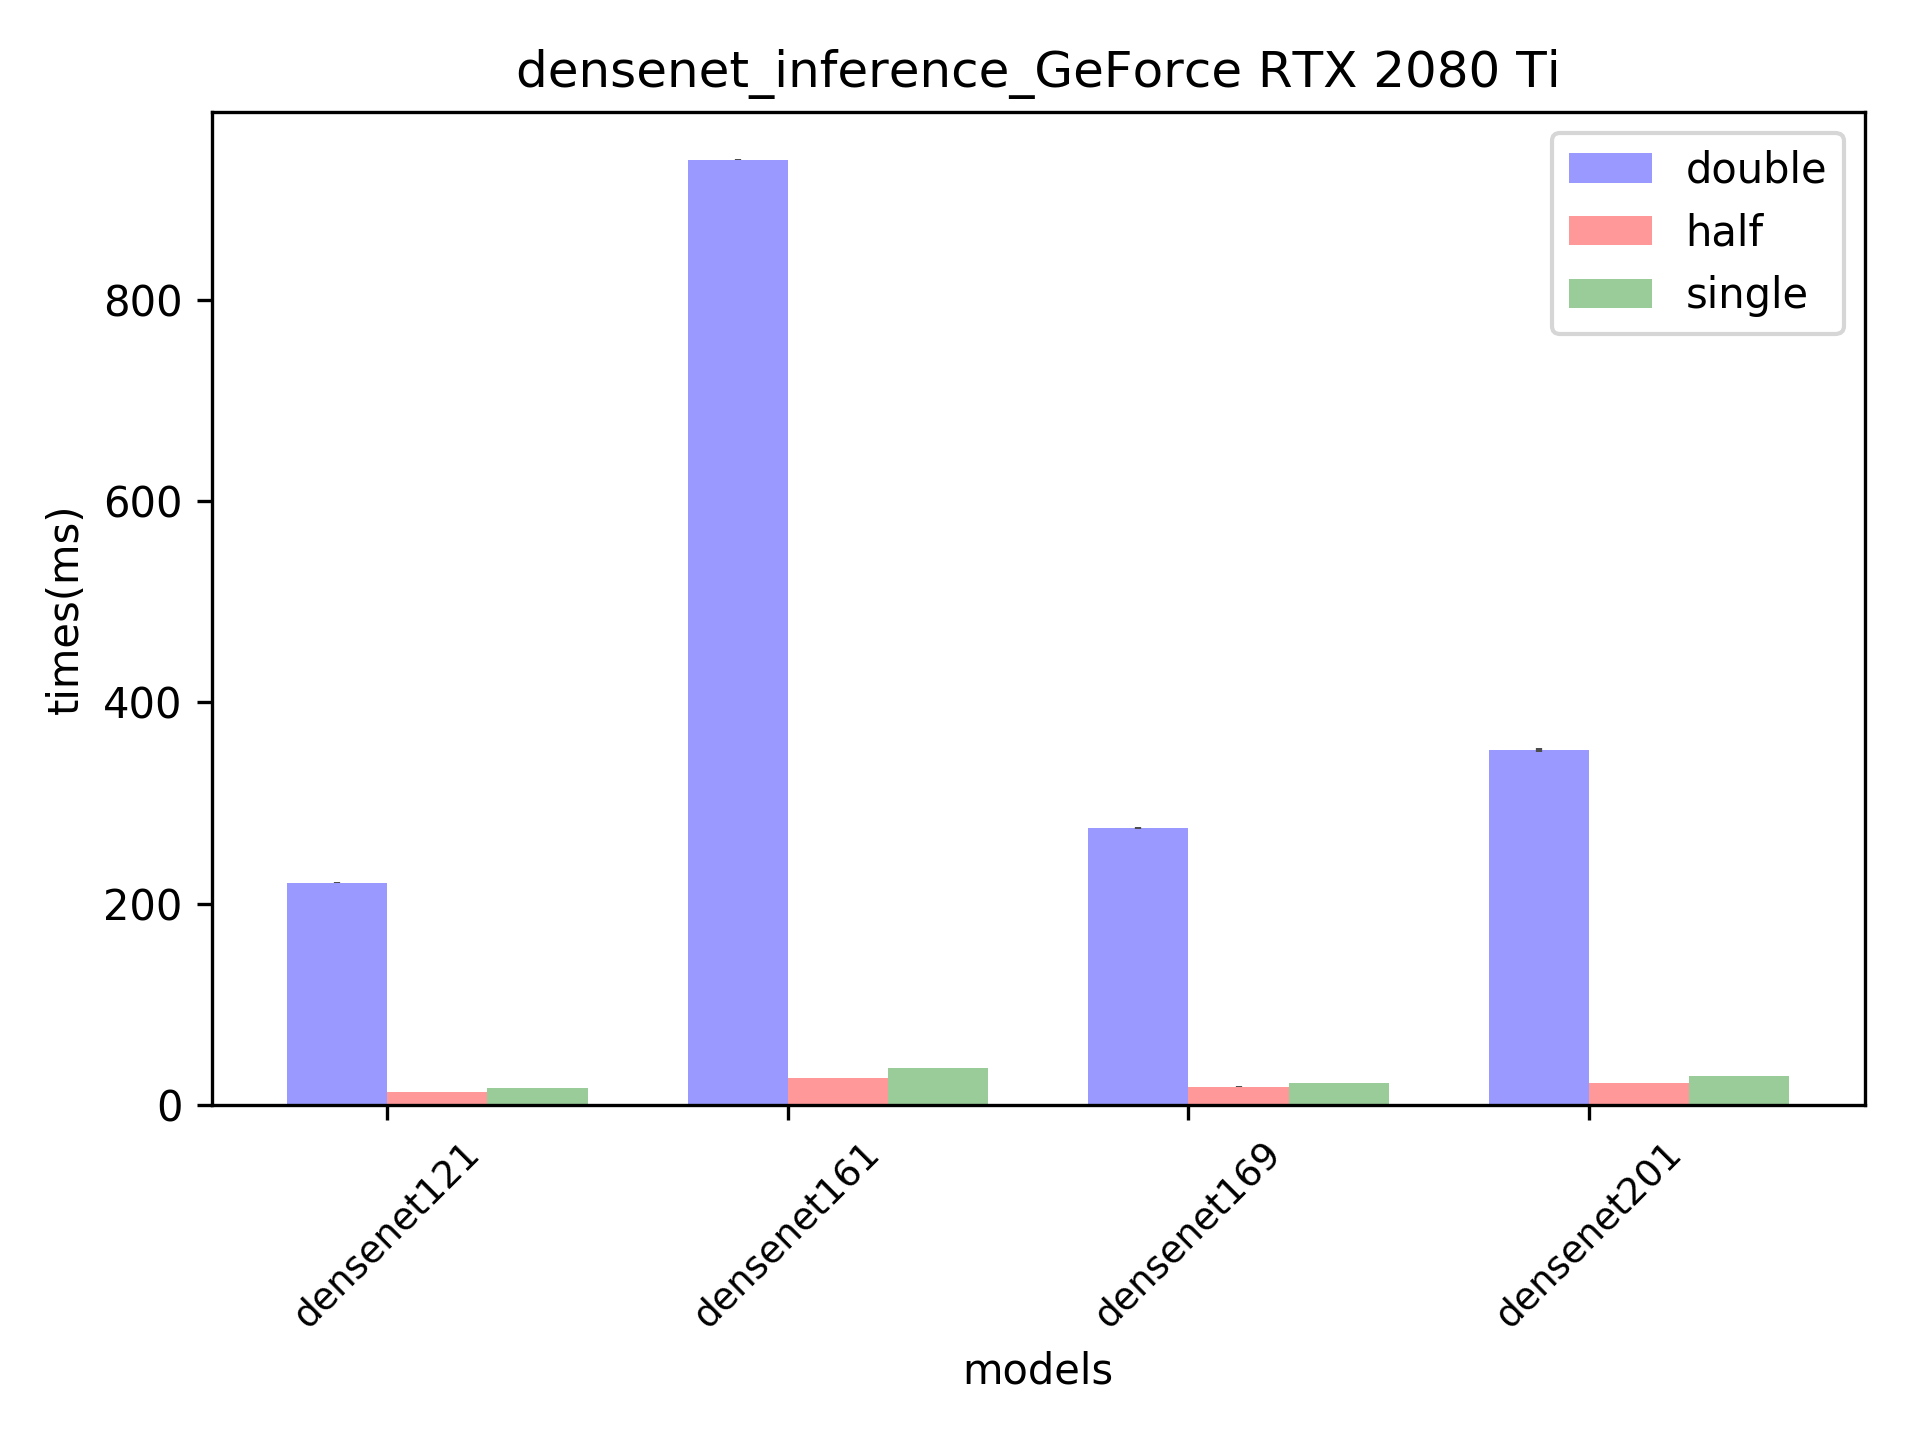 densenet_inference_GeForce RTX 2080 Ti
double
half
single
times(ms)
800
600
400
200
0
densenet121
densenet161
densenet169
densenet201
models